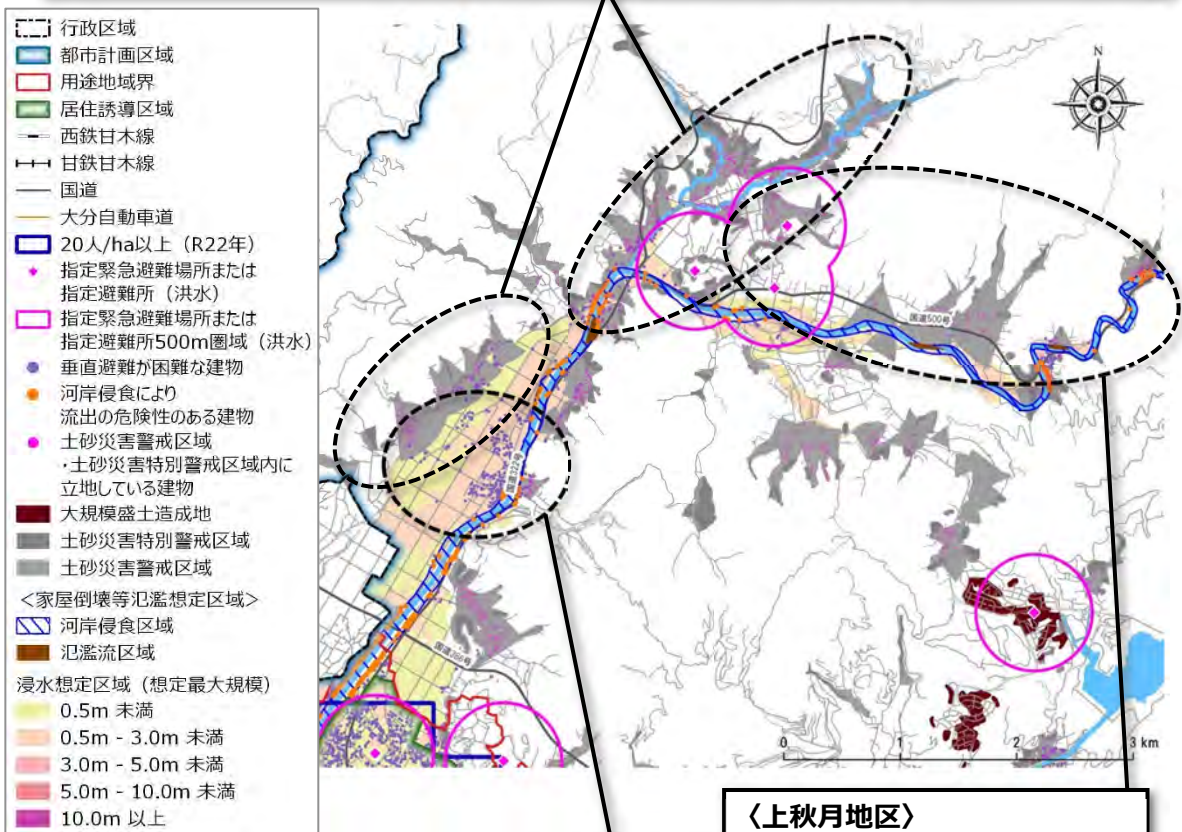 行政区域
都市計画区域
用途地域界
居住誘導区域
西鉄甘木線
甘鉄甘木線
国道
大分自動車道
20人/ha以上（R22年）
指定緊急避難場所または
指定避難所（洪水）
指定緊急避難場所または
指定避難所500m圏域（洪水）
垂直避難が困難な建物
河岸侵食により
流出の危険性のある建物
土砂災害警戒区域
・土砂災害特別警戒区域内に
立地している建物
大規模盛土造成地
土砂災害特別警戒区域
土砂災害警戒区域
＜家屋倒壊等氾濫想定区域＞
河岸侵食区域
氾濫流区域
浸水想定区域（想定最大規模）
0.5m 未満
0.5m - 3.0m 未満
3.0m - 5.0m 未満
5.0m - 10.0m 未満
10.0m 以上
N
国道500号
国道322号
0 1 2 3 km
〈上秋月地区〉